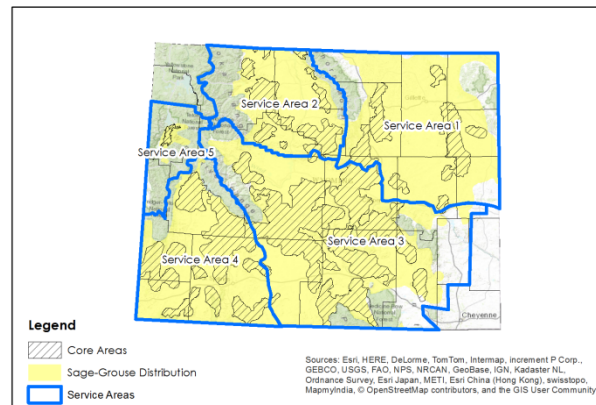 Service Area 2
Service Area 1
Service Area 5
Service Area 3
Service Area 4
Cheyenne
Legend
Core Areas
Sage-Grouse Distribution
Service Areas
Sources: Esri, HERE, DeLorme, TomTom, Intermap, increment P Corp.,
GEBCO, USGS, FAO, NPS, NRCAN, GeoBase, IGN, Kadaster NL,
Ordnance Survey, Esri Japan, METI, Esri China (Hong Kong), swisstopo,
MapmyIndia, © OpenStreetMap contributors, and the GIS User Community